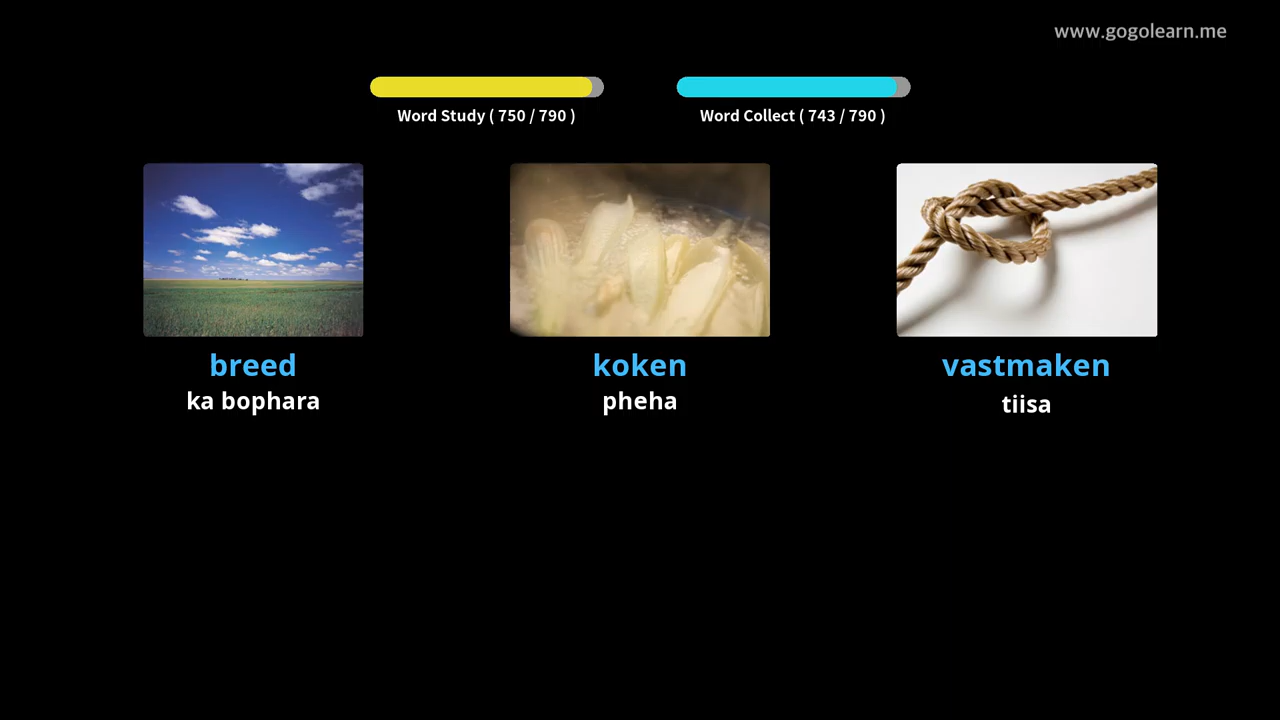 www.gogolearn.me
Word Study ( 750 / 790 )
Word Collect ( 743 / 790 )
breed
ka bophara
koken
pheha
vastmaken
tiisa